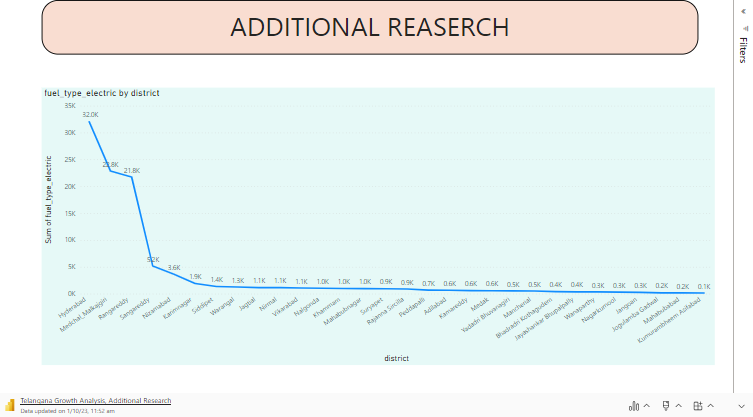 ADDITIONAL REASERCH
Filters
fuel_type_electric by district
Sum of fuel_type_electric
35K
30K
25K
20K
15K
10K
5K
0K
32.0K
22.8K
21.8K
5.2K
3.6K
1.9K
1.4K
1.3K
1.1K
1.1K
1.1K
1.0K
1.0K
1.0K
0.9K
0.9K
0.7K
0.6K
0.6K
0.6K
0.5K
0.5K
0.4K
0.4K
0.3K
0.3K
0.3K
0.2K
0.2K
0.1K
Hyderabad
Medchal_Malkajgiri
Rangareddy
Sangareddy
Nizamabad
Karimnagar
Siddipet
Warangal
Jagtial
Nirmal
Vikarabad
Nalgonda
Khammam
Mahabubnagar
Suryapet
Rajanna Sircilla
Peddapalli
Adilabad
Kamareddy
Medak
Yadadri Bhuvanagiri
Mancherial
Bhadradri Kothagudem
Jayashankar Bhupalpally
Wanaparthy
Nagarkurnool
Jangoan
Jogulamba Gadwal
Mahabubabad
Kumurambheem Asifabad
district
Telangana Growth Analysis, Additional Research
Data updated on 1/10/23, 11:52 am